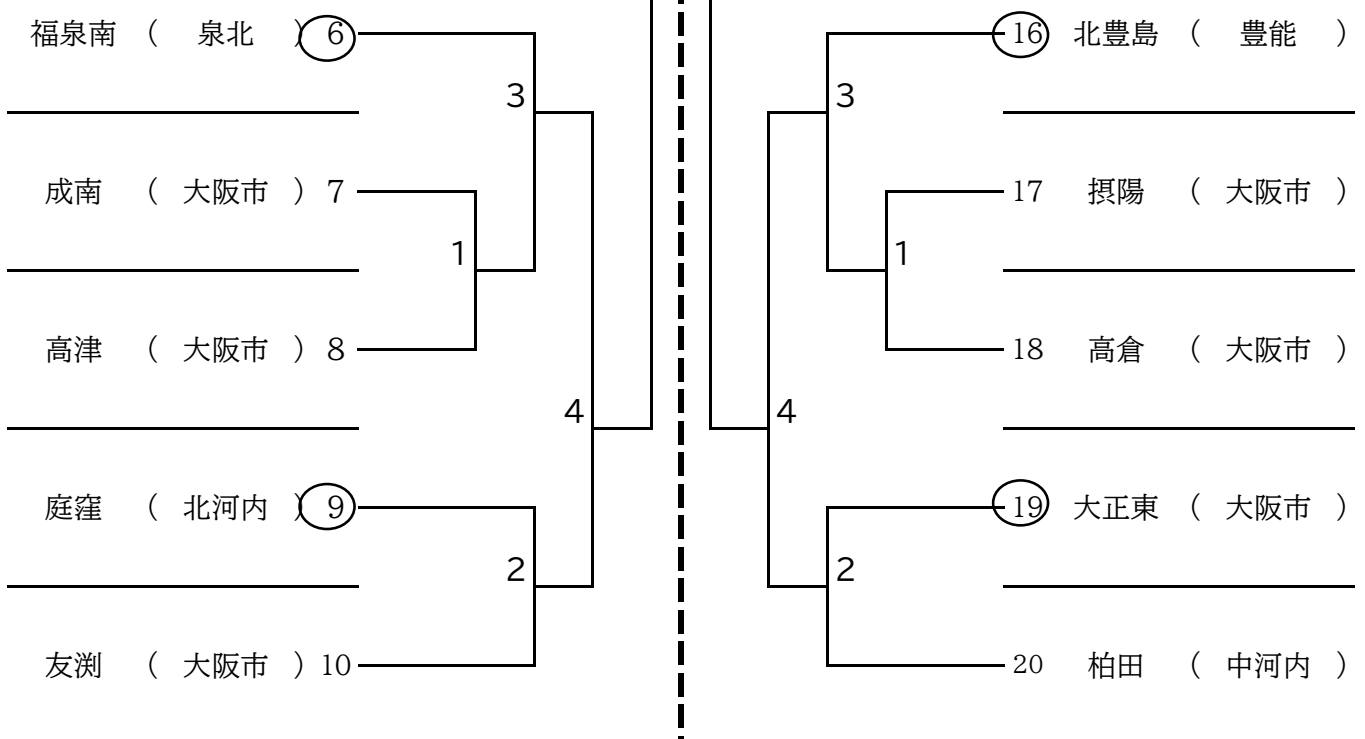 福泉南 ( 泉北 ) 6
3
成南 ( 大阪市 ) 7
1
高津 ( 大阪市 ) 8
4
庭窪 ( 北河内 ) 9
2
友渕 ( 大阪市 ) 10
16 北豊島 ( 豊能 )
3
17 摂陽 ( 大阪市 )
1
18 高倉 ( 大阪市 )
4
19 大正東 ( 大阪市 )
2
20 柏田 ( 中河内 )